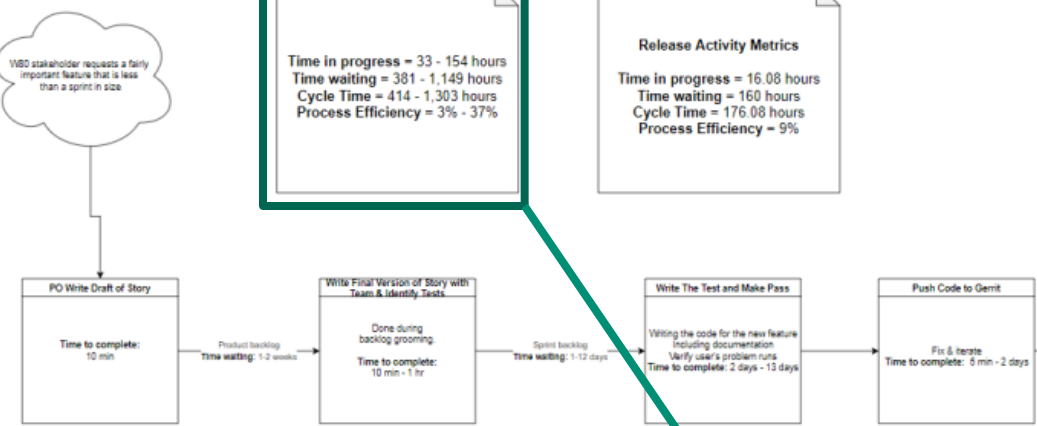 W80 stakeholder requests a fairly
important feature that is less
than a sprint in size
Time in progress = 33 - 154 hours
Time waiting = 381 - 1,149 hours
Cycle Time = 414 - 1,303 hours
Process Efficiency = 3% - 37%
Release Activity Metrics
Time in progress = 16.08 hours
Time waiting = 160 hours
Cycle Time = 176.08 hours
Process Efficiency = 9%
PO Write Draft of Story
Time to complete:
10 min
Product backlog
Time waiting: 1-2 weeks
Write Final Version of Story with
Team & Identify Tests
Done during
backlog grooming.
Time to complete:
10 min - 1 hr
Sprint backlog
Time waiting: 1-12 days
Write The Test and Make Pass
Writing the code for the new feature
Including documentation
Verify user's problem runs
Time to complete: 2 days - 13 days
Push Code to Gerrit
Fix & iterate
Time to complete: 5 min - 2 days